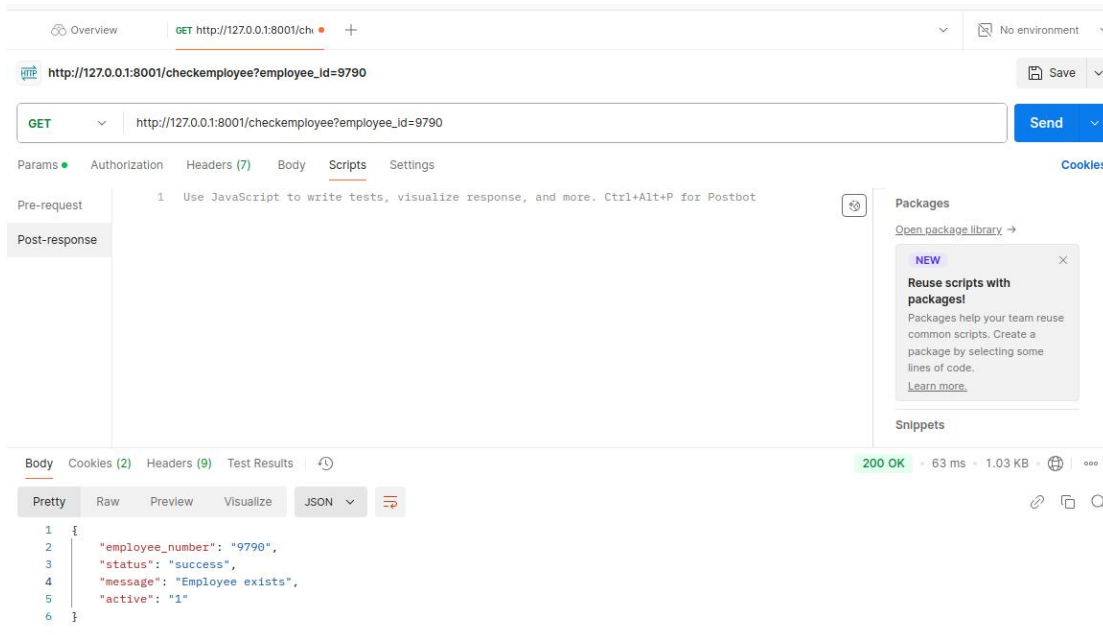 Overview
GET http://127.0.0.1:8001/ch
No environment
HTTP http://127.0.0.1:8001/checkemployee?employee_id=9790
Save
GET http://127.0.0.1:8001/checkemployee?employee_id=9790
Send
Params Authorization Headers (7) Body Scripts Settings
Cookies
Pre-request
Post-response
1 Use JavaScript to write tests, visualize response, and more. Ctrl+Alt+P for Postbot
Packages
Open package library →
NEW
Reuse scripts with
packages!
Packages help your team reuse
common scripts. Create a
package by selecting some
lines of code.
Learn more.
Snippets
Body Cookies (2) Headers (9) Test Results
200 OK • 63 ms • 1.03 KB
Pretty Raw Preview Visualize JSON
1 {
2 "employee_number": "9790",
3 "status": "success",
4 "message": "Employee exists",
5 "active": "1"
6 }